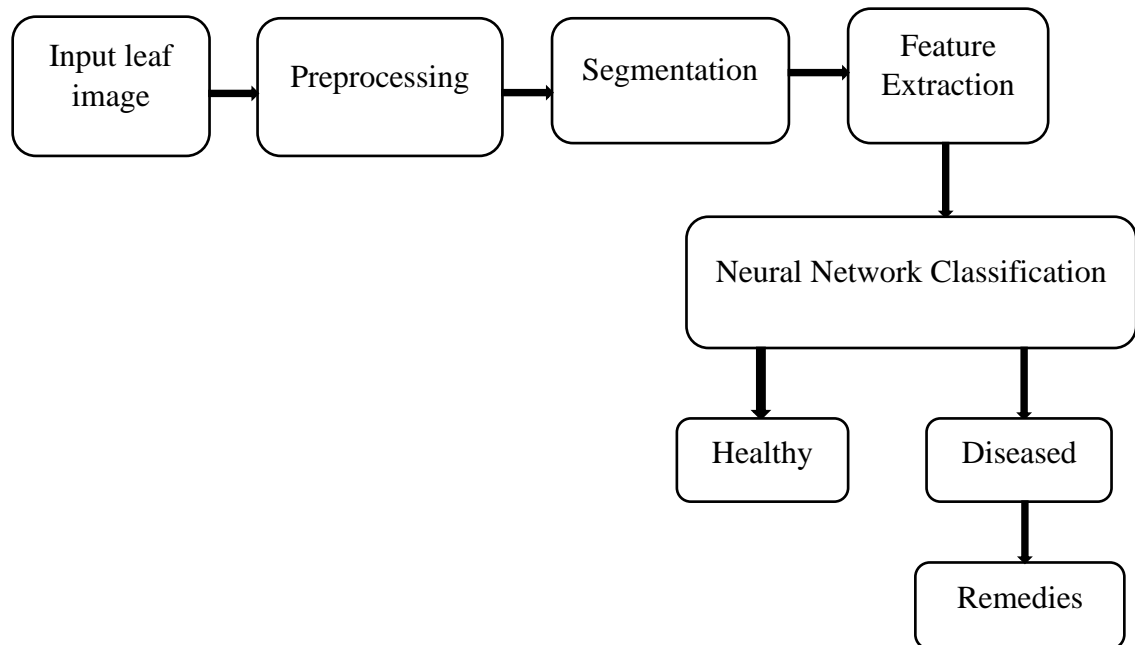 Input leaf
image
Preprocessing
Segmentation
Feature
Extraction
Neural Network Classification
Healthy
Diseased
Remedies